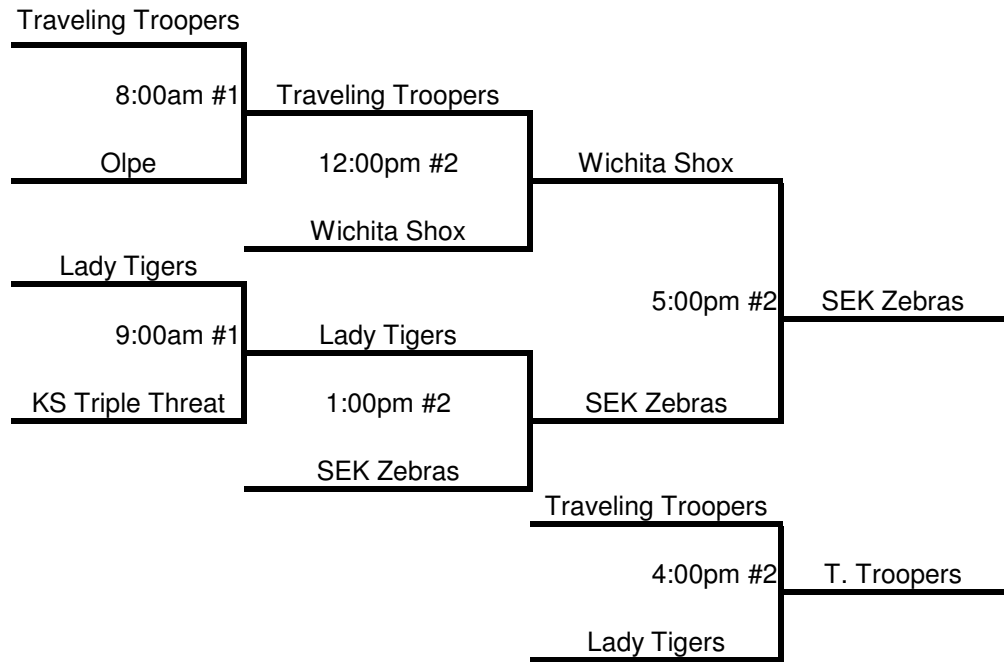 Traveling Troopers
8:00am #1
Traveling Troopers
Olpe
12:00pm #2
Wichita Shox
Wichita Shox
Lady Tigers
5:00pm #2
SEK Zebras
9:00am #1
Lady Tigers
KS Triple Threat
1:00pm #2
SEK Zebras
SEK Zebras
Traveling Troopers
4:00pm #2
T. Troopers
Lady Tigers